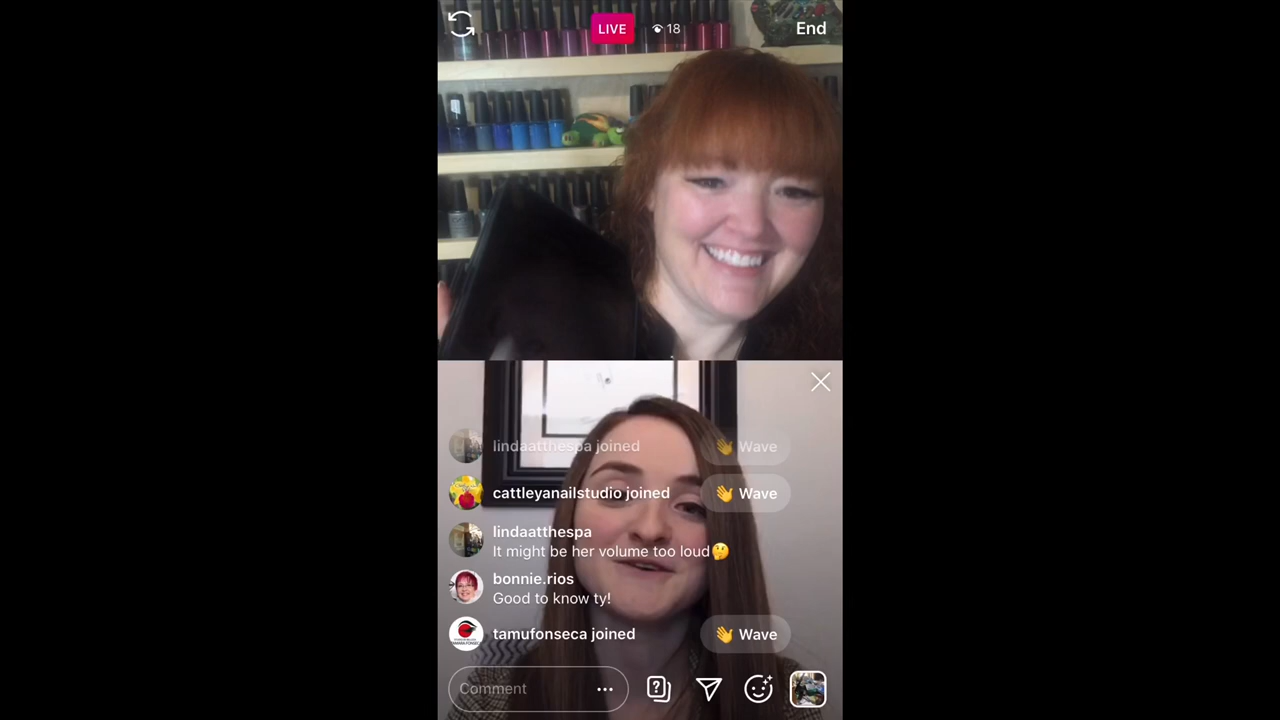 LIVE
18
End
lindaatthespa joined
Wave
cattleyanailstudio joined
Wave
lindaatthespa
It might be her volume too loud🤔
bonnie.rios
Good to know ty!
tamufonseca joined
Wave
Comment